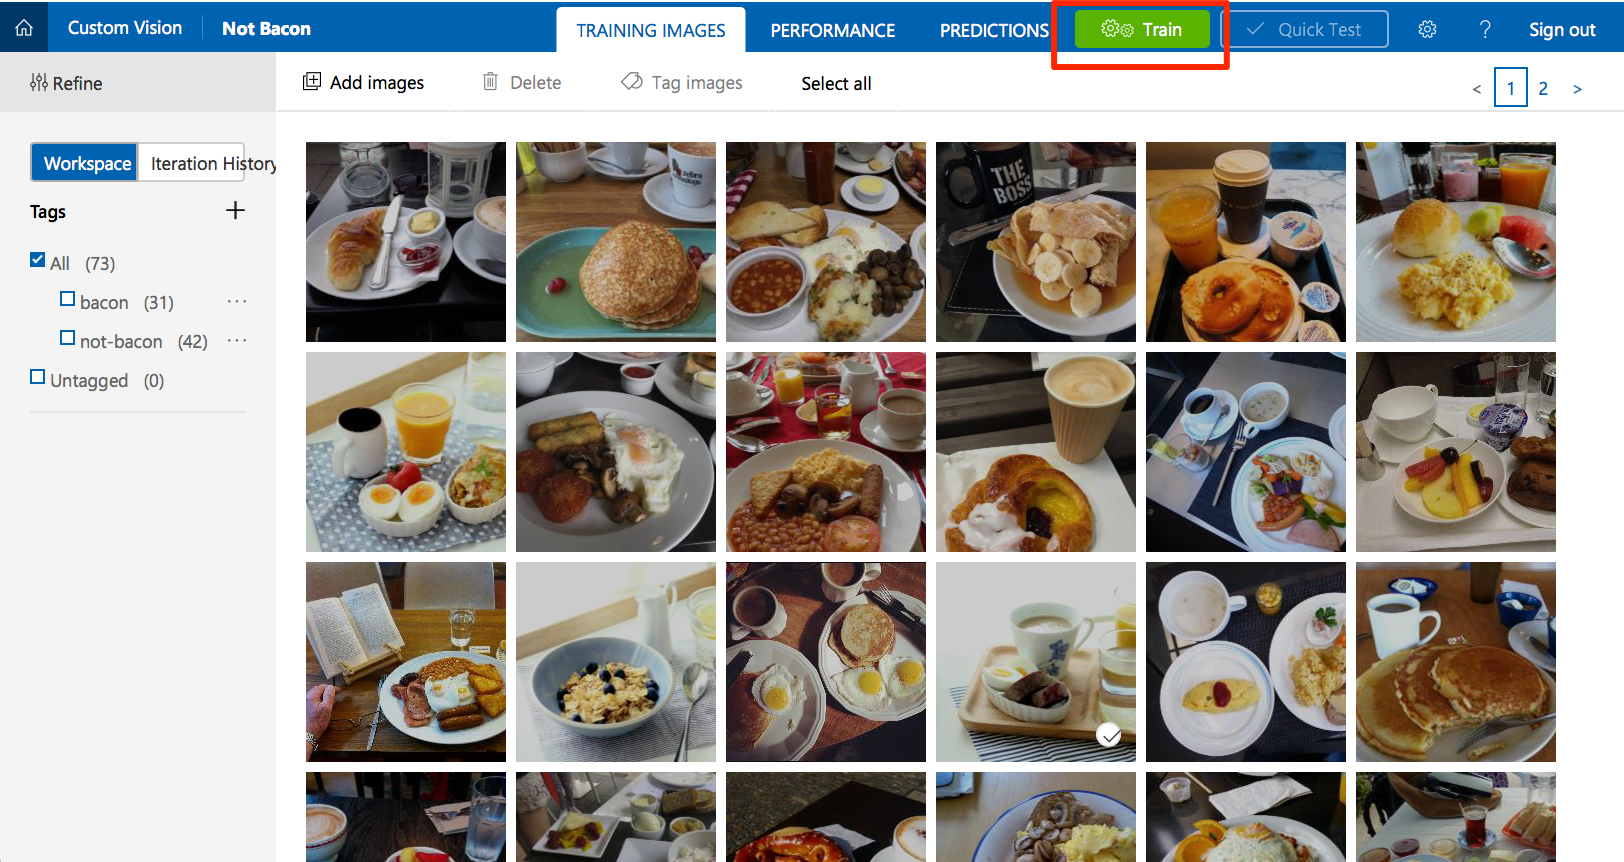 Custom Vision
Not Bacon
TRAINING IMAGES
PERFORMANCE
PREDICTIONS
Train
Quick Test
?
Sign out
Refine
Add images
Delete
Tag images
Select all
< 1 2 >
Workspace
Iteration History
Tags +
All (73)
bacon (31) ...
not-bacon (42) ...
Untagged (0)
zebra
THE
BOSS